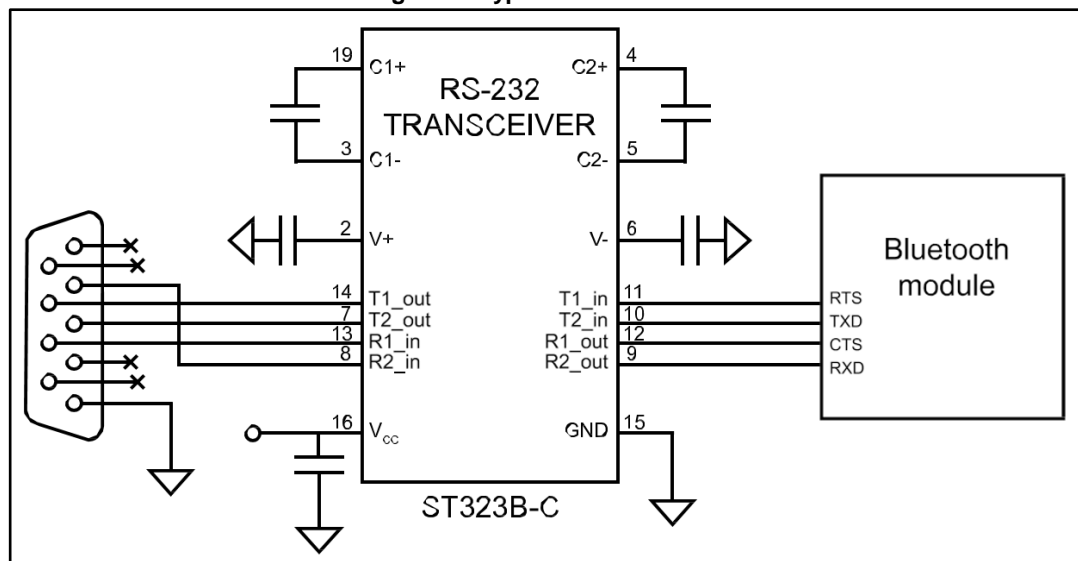 19 C1+ C2+ 4
RS-232
TRANSCEIVER
3 C1- C2- 5
2 V+ V- 6
Bluetooth
module
14 T1_out T1_in 11 RTS
7 T2_out T2_in 10 TXD
13 R1_in R1_out 12 CTS
8 R2_in R2_out 9 RXD
16 Vcc GND 15
ST323B-C